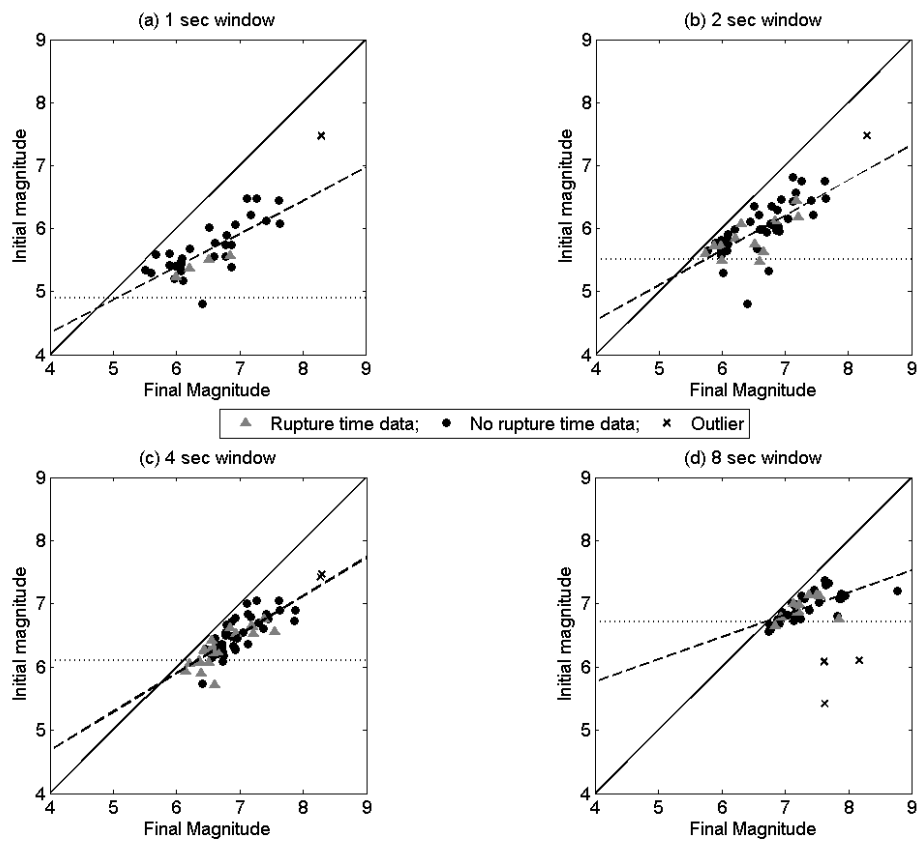 (a) 1 sec window
9
8
7
6
5
4
Initial magnitude
4 5 6 7 8 9
Final Magnitude
(b) 2 sec window
9
8
7
6
5
4
Initial magnitude
4 5 6 7 8 9
Final Magnitude
Rupture time data; No rupture time data; Outlier
(c) 4 sec window
9
8
7
6
5
4
Initial magnitude
4 5 6 7 8 9
Final Magnitude
(d) 8 sec window
9
8
7
6
5
4
Initial magnitude
4 5 6 7 8 9
Final Magnitude